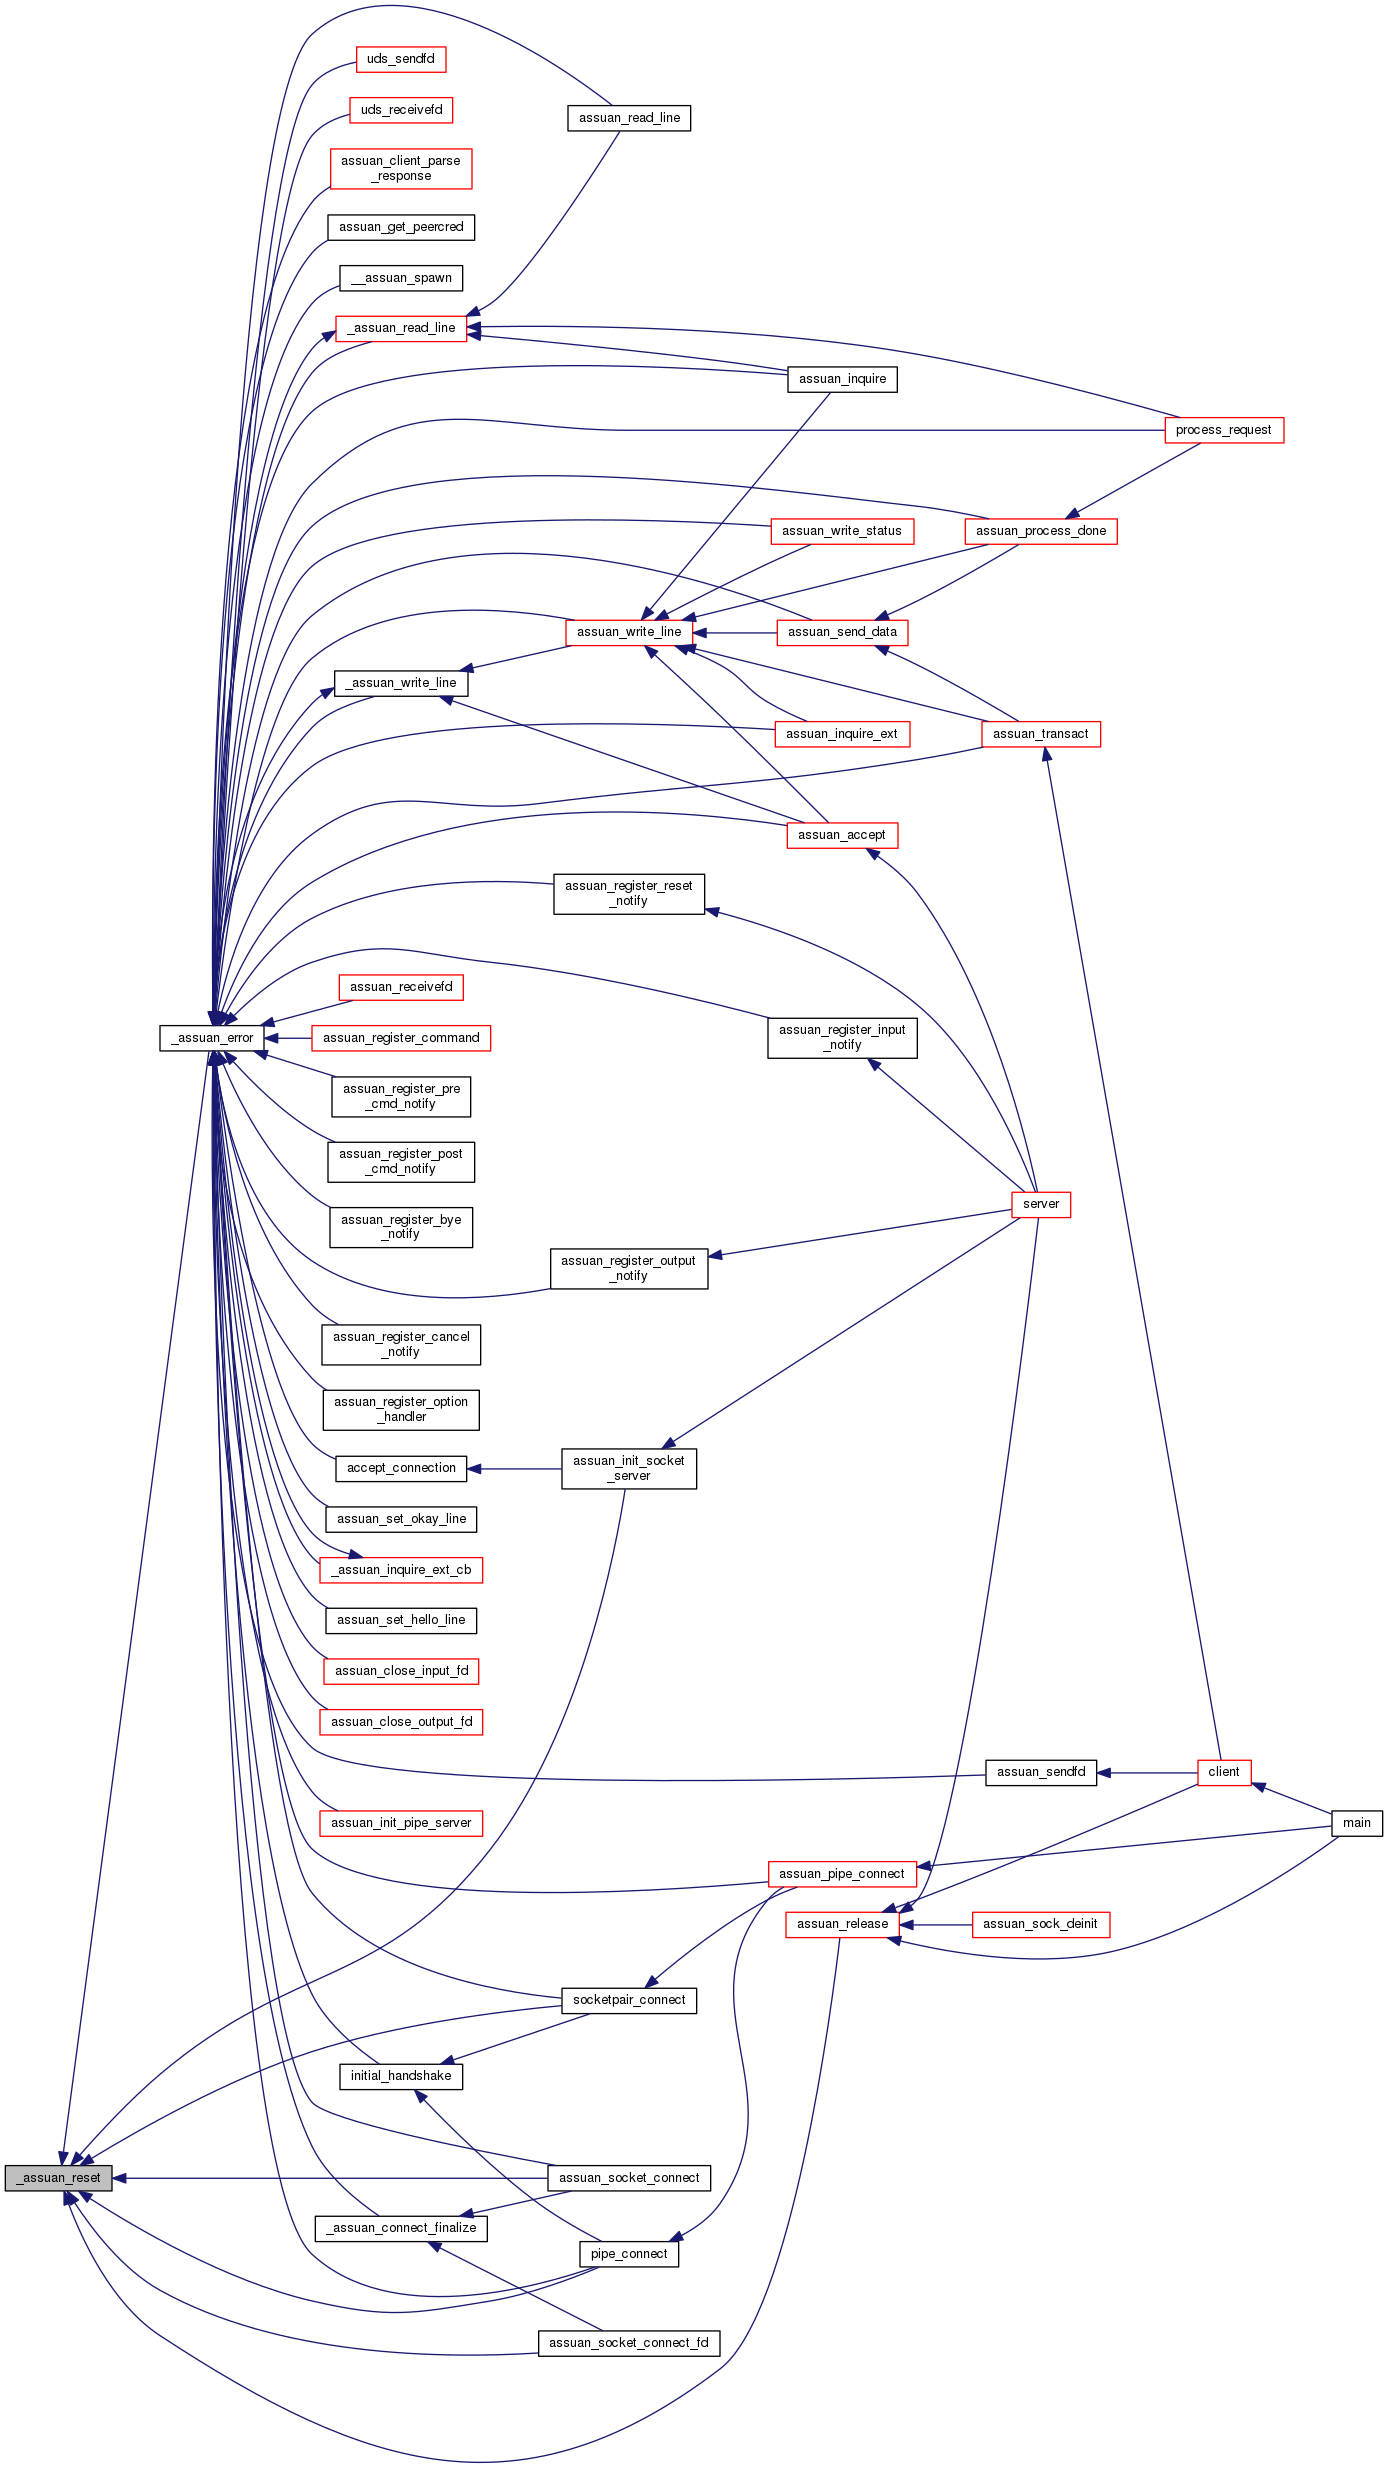 uds_sendfd
uds_receivefd
assuan_read_line
assuan_client_parse
_response
assuan_get_peercred
__assuan_spawn
_assuan_read_line
assuan_inquire
process_request
assuan_write_status
assuan_process_done
assuan_write_line
assuan_send_data
_assuan_write_line
assuan_inquire_ext
assuan_transact
assuan_accept
assuan_register_reset
_notify
assuan_receivefd
_assuan_error
assuan_register_command
assuan_register_input
_notify
assuan_register_pre
_cmd_notify
assuan_register_post
_cmd_notify
server
assuan_register_bye
_notify
assuan_register_output
_notify
assuan_register_cancel
_notify
assuan_register_option
_handler
accept_connection
assuan_init_socket
_server
assuan_set_okay_line
_assuan_inquire_ext_cb
assuan_set_hello_line
assuan_close_input_fd
assuan_close_output_fd
assuan_sendfd
client
assuan_init_pipe_server
main
assuan_pipe_connect
assuan_release
assuan_sock_deinit
socketpair_connect
initial_handshake
_assuan_reset
assuan_socket_connect
_assuan_connect_finalize
pipe_connect
assuan_socket_connect_fd